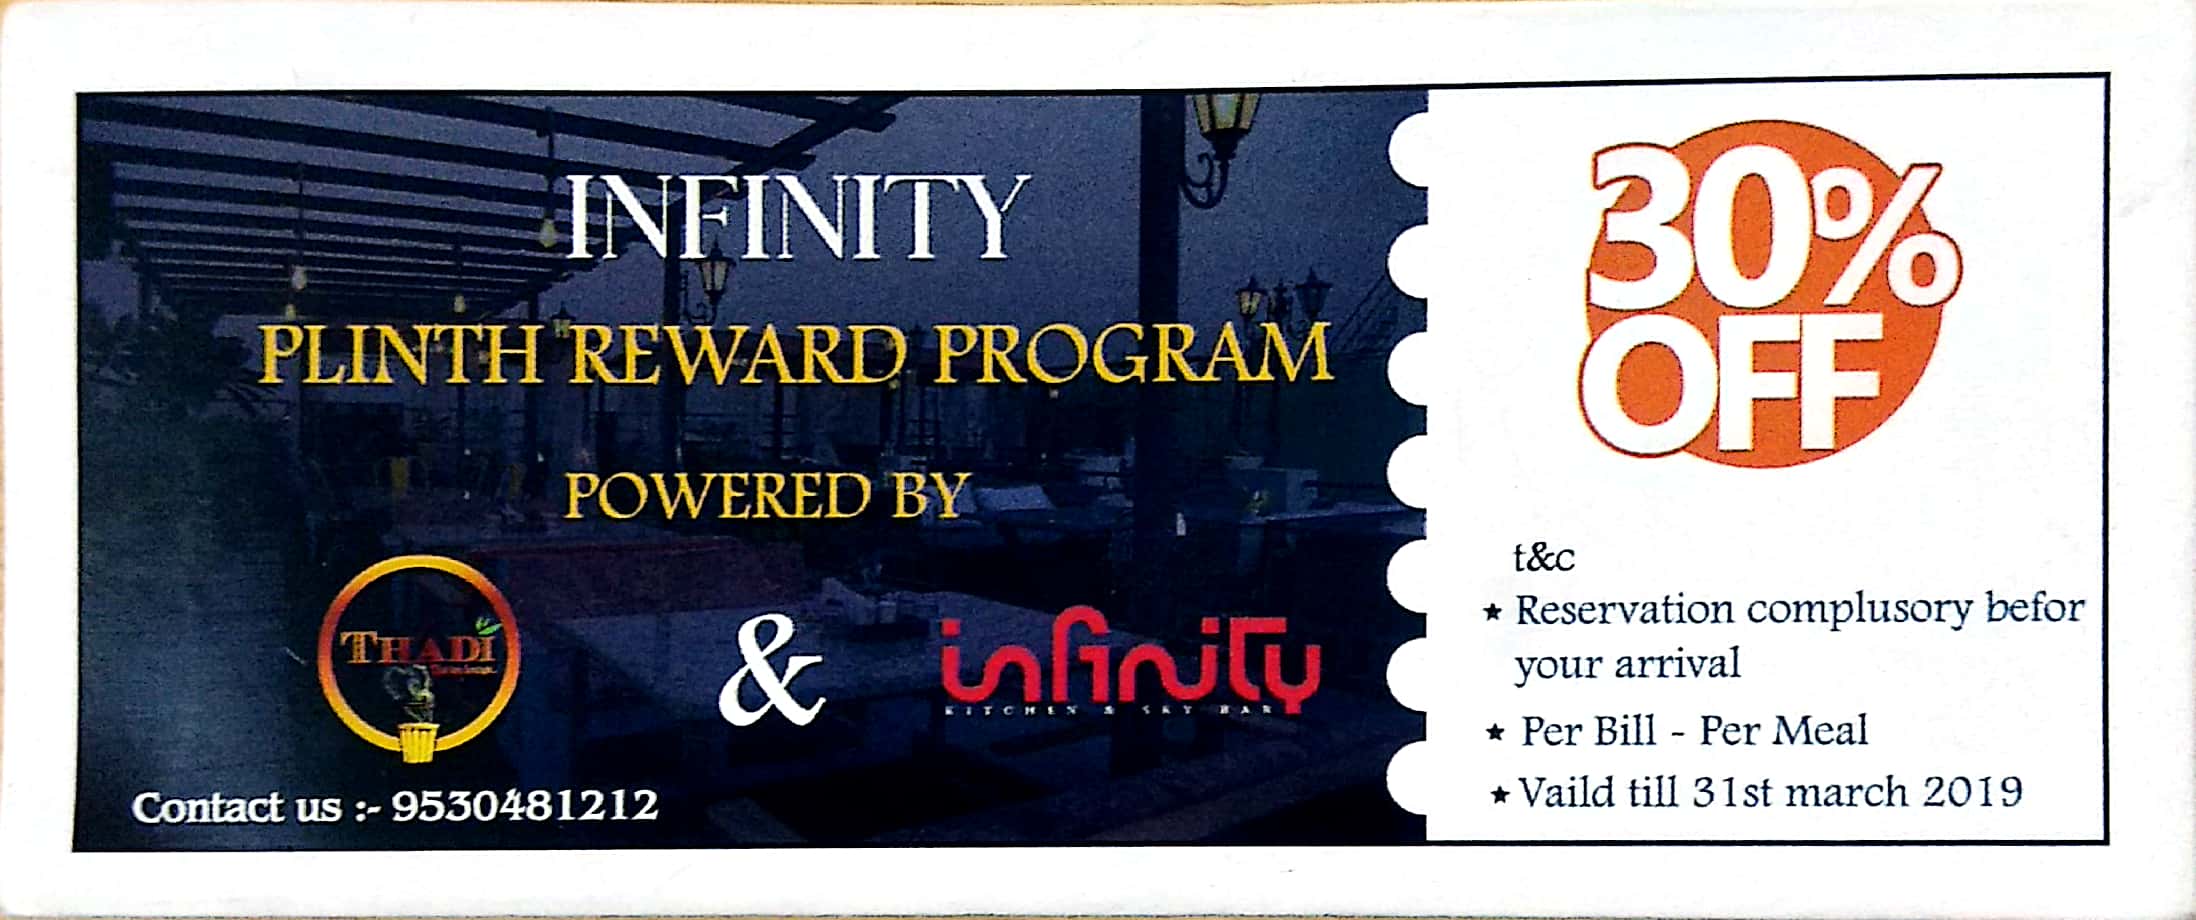 INFINITY
PLINTH REWARD PROGRAM
POWERED BY
THADI
&
infinity
KITCHEN & SKY BAR
Contact us :- 9530481212
30%
OFF
t&c
★ Reservation complusory befor
your arrival
★ Per Bill - Per Meal
★ Vaild till 31st march 2019